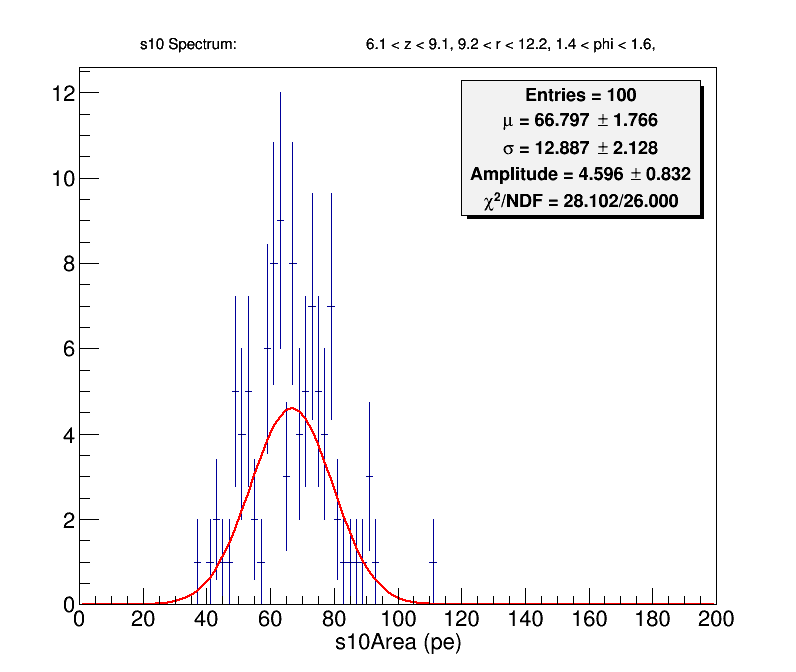 s10 Spectrum: 6.1 < z < 9.1, 9.2 < r < 12.2, 1.4 < phi < 1.6,
Entries = 100
μ = 66.797 ± 1.766
σ = 12.887 ± 2.128
Amplitude = 4.596 ± 0.832
χ²/NDF = 28.102/26.000
12
10
8
6
4
2
0
0 20 40 60 80 100 120 140 160 180 200
s10Area (pe)